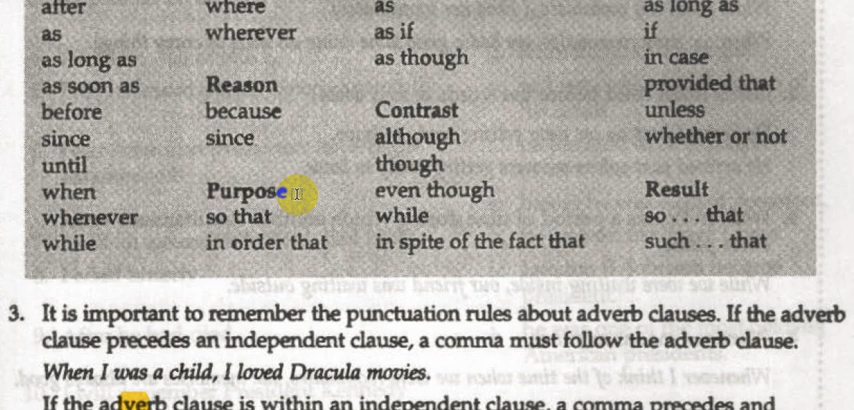 after where as as long as
as wherever as if if
as long as as though in case
as soon as Reason provided that
before because Contrast unless
since since although whether or not
until though
when Purpose even though Result
whenever so that while so . . . that
while in order that in spite of the fact that such . . . that
3. It is important to remember the punctuation rules about adverb clauses. If the adverb
clause precedes an independent clause, a comma must follow the adverb clause.
When I was a child, I loved Dracula movies.
If the adverb clause is within an independent clause, a comma precedes and